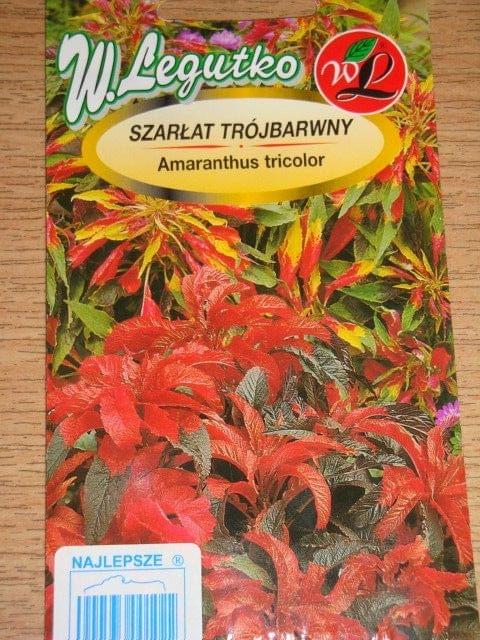 W. Legutko
WL
SZARŁAT TRÓJBARWNY
Amaranthus tricolor
NAJLEPSZE ®